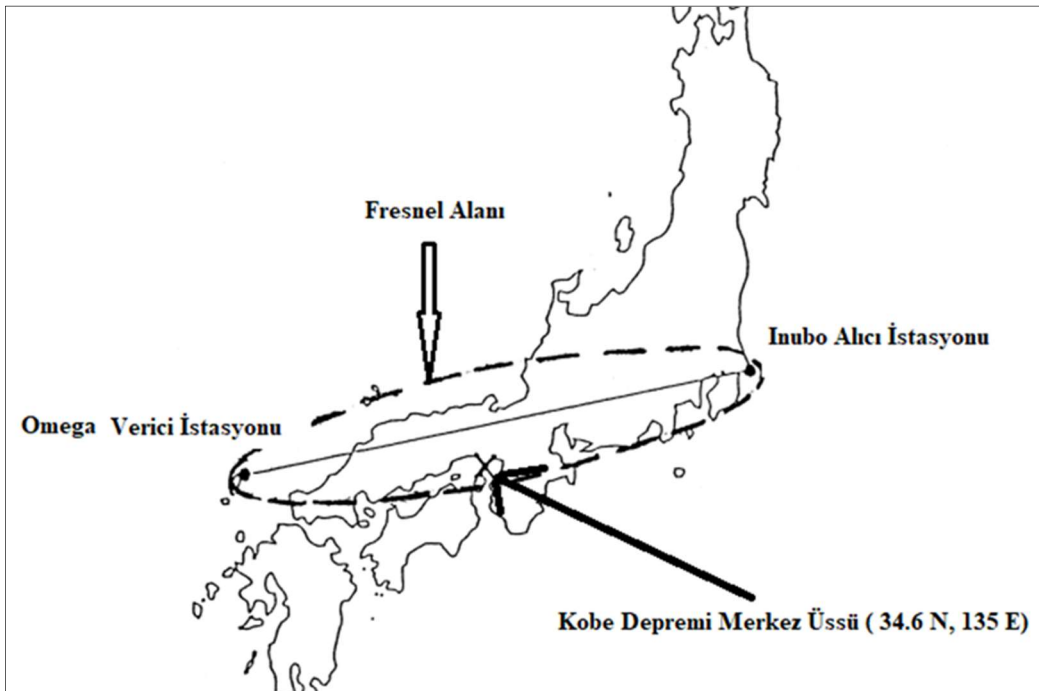 Fresnel Alanı
Inubo Alıcı İstasyonu
Omega Verici İstasyonu
Kobe Depremi Merkez Üssü ( 34.6 N, 135 E)